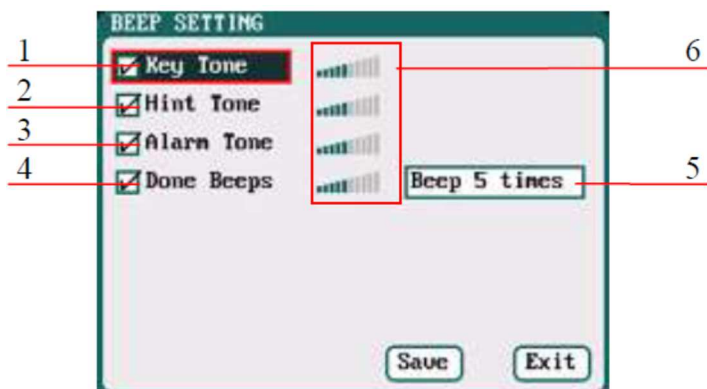 BEEP SETTING
1 Key Tone 6
2 Hint Tone
3 Alarm Tone
4 Done Beeps Beep 5 times 5
Save Exit